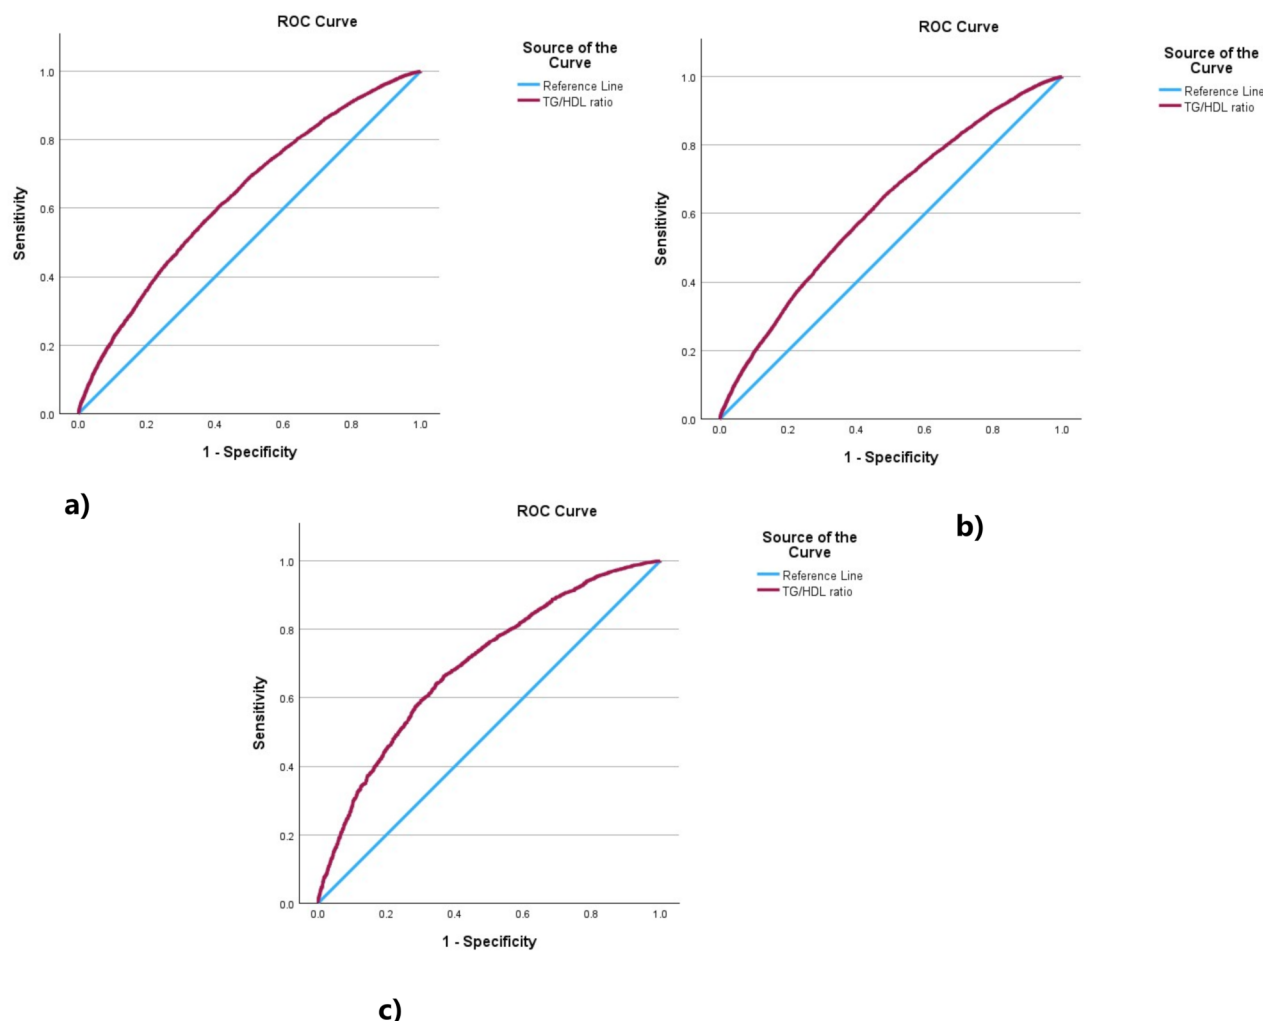 ROC Curve
Source of the
Curve
Reference Line
TG/HDL ratio
1.0
0.8
0.6
0.4
0.2
0.0
Sensitivity
0.0 0.2 0.4 0.6 0.8 1.0
1 - Specificity
a)
ROC Curve
Source of the
Curve
Reference Line
TG/HDL ratio
1.0
0.8
0.6
0.4
0.2
0.0
Sensitivity
0.0 0.2 0.4 0.6 0.8 1.0
1 - Specificity
b)
ROC Curve
Source of the
Curve
Reference Line
TG/HDL ratio
1.0
0.8
0.6
0.4
0.2
0.0
Sensitivity
0.0 0.2 0.4 0.6 0.8 1.0
1 - Specificity
c)